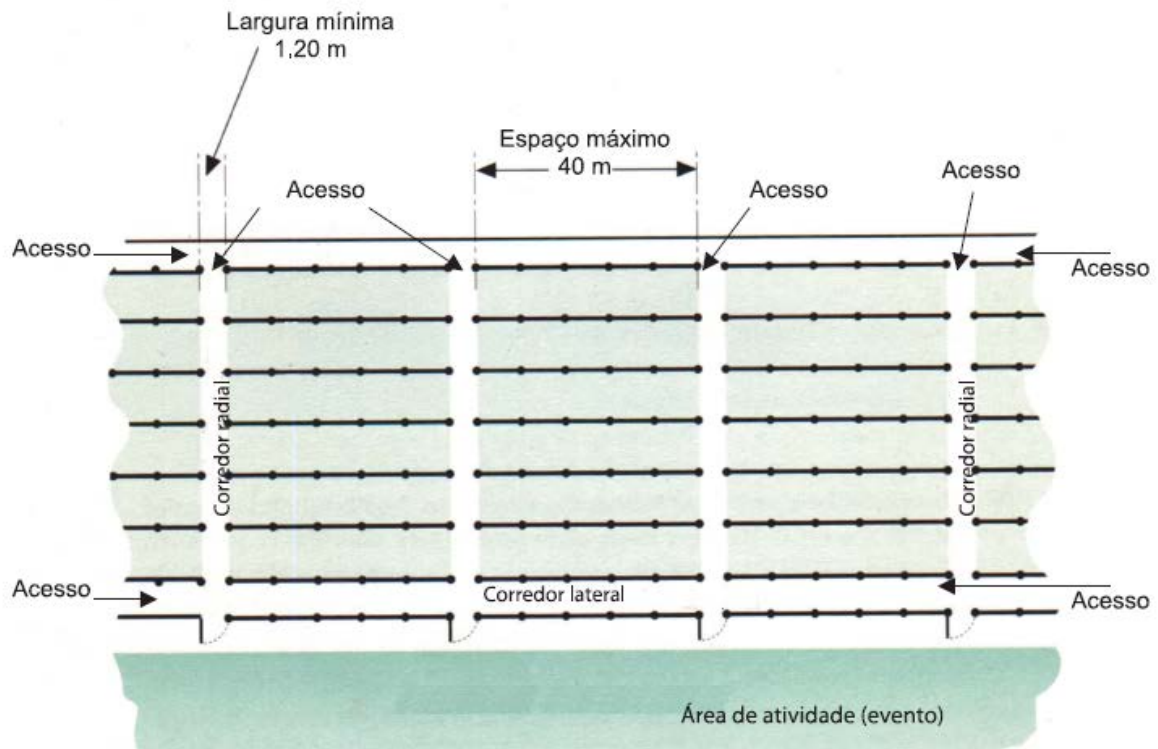 Largura mínima
1,20 m
Espaço máximo
40 m
Acesso
Acesso
Acesso
Acesso
Acesso
Acesso
Corredor radial
Corredor radial
Acesso
Corredor lateral
Acesso
Área de atividade (evento)